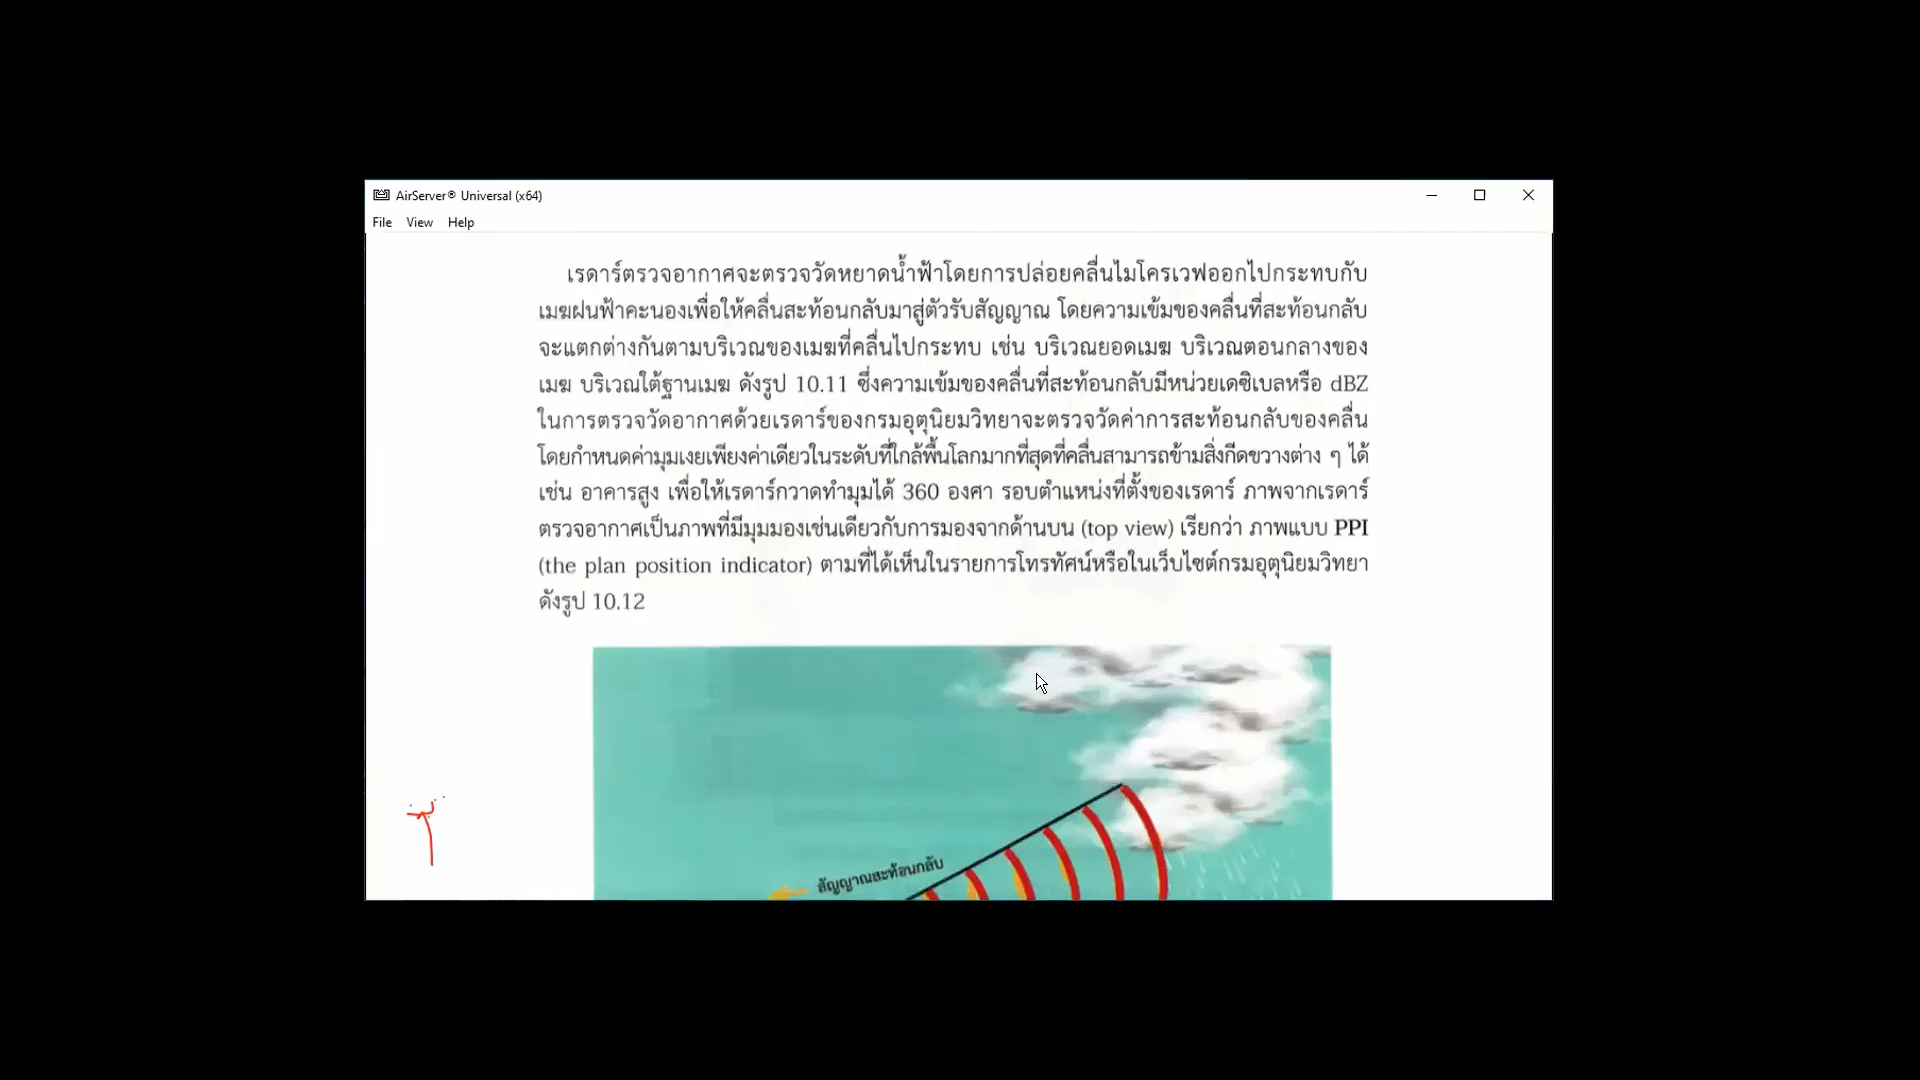 AirServer® Universal (x64)
File View Help
เรดาร์ตรวจอากาศจะตรวจวัดหยาดน้ำฟ้าโดยการปล่อยคลื่นไมโครเวฟออกไปกระทบกับ
เมฆฝนฟ้าคะนองเพื่อให้คลื่นสะท้อนกลับมาสู่ตัวรับสัญญาณ โดยความเข้มของคลื่นที่สะท้อนกลับ
จะแตกต่างกันตามบริเวณของเมฆที่คลื่นไปกระทบ เช่น บริเวณยอดเมฆ บริเวณตอนกลางของ
เมฆ บริเวณใต้ฐานเมฆ ดังรูป 10.11 ซึ่งความเข้มของคลื่นที่สะท้อนกลับมีหน่วยเดซิเบลหรือ dBZ
ในการตรวจวัดอากาศด้วยเรดาร์ของกรมอุตุนิยมวิทยาจะตรวจวัดค่าการสะท้อนกลับของคลื่น
โดยกำหนดค่ามุมเงยเพียงค่าเดียวในระดับที่ใกล้พื้นโลกมากที่สุดที่คลื่นสามารถข้ามสิ่งกีดขวางต่าง ๆ ได้
เช่น อาคารสูง เพื่อให้เรดาร์กวาดทำมุมได้ 360 องศา รอบตำแหน่งที่ตั้งของเรดาร์ ภาพจากเรดาร์
ตรวจอากาศเป็นภาพที่มีมุมมองเช่นเดียวกับการมองจากด้านบน (top view) เรียกว่า ภาพแบบ PPI
(the plan position indicator) ตามที่ได้เห็นในรายการโทรทัศน์หรือในเว็บไซต์กรมอุตุนิยมวิทยา
ดังรูป 10.12
สัญญาณสะท้อนกลับ